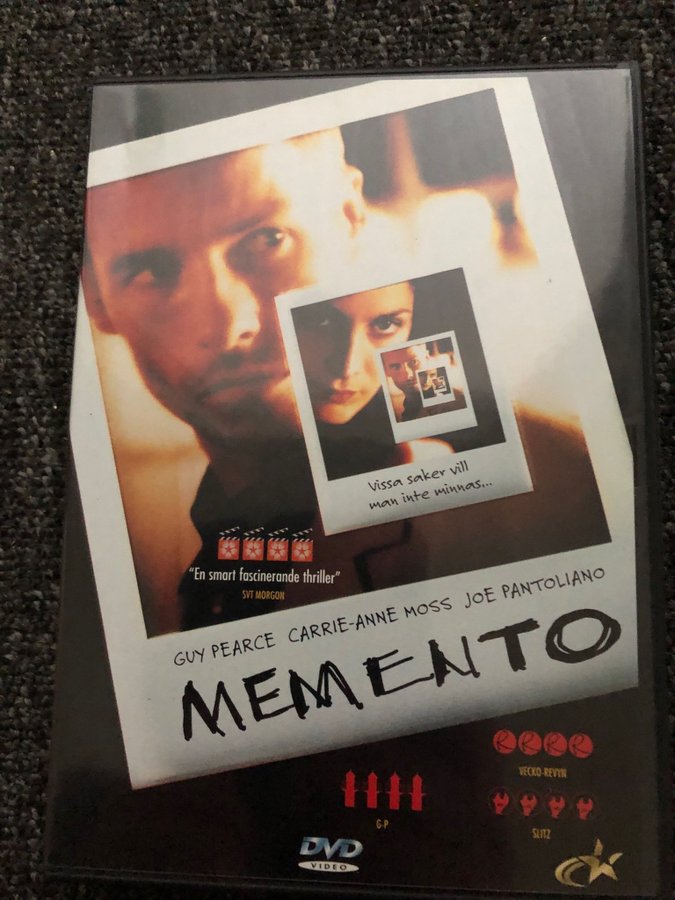 Vissa saker vill
man inte minnas...
"En smart fascinerande thriller"
SVT MORGON
GUY PEARCE CARRIE-ANNE MOSS JOE PANTOLIANO
MEMENTO
R R R R
VECKO-REVYN
G-P
SLITZ
DVD
VIDEO